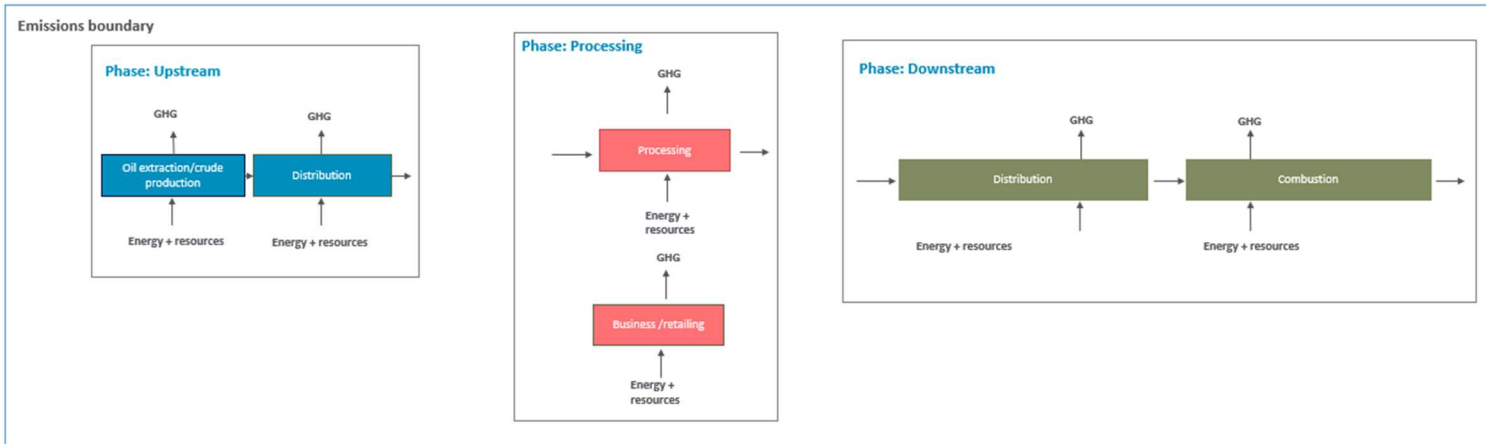 Emissions boundary
Phase: Upstream
GHG
GHG
Oil extraction/crude
production
Distribution
Energy + resources
Energy + resources
Phase: Processing
GHG
Processing
Energy +
resources
GHG
Business /retailing
Energy +
resources
Phase: Downstream
GHG
GHG
Distribution
Combustion
Energy + resources
Energy + resources